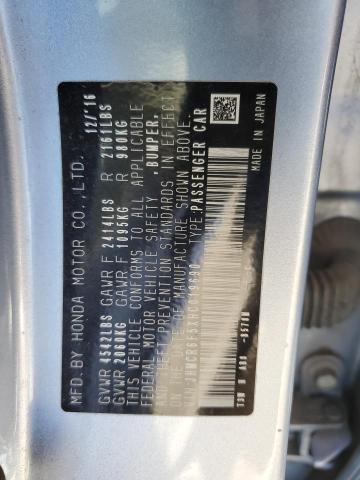 MFD.BY HONDA MOTOR CO.,LTD. 12/'16
GVWR 4542LBS GAWR F 2414LBS R 2161LBS
GVWR 2060KG GAWR F 1095KG R 980KG
THIS VEHICLE CONFORMS TO ALL APPLICABLE
FEDERAL MOTOR VEHICLE SAFETY ,BUMPER,
AND THEFT PREVENTION STANDARDS IN EFFECT
ON THE DATE OF MANUFACTURE SHOWN ABOVE.
TYPE:PASSENGER CAR
MADE IN JAPAN